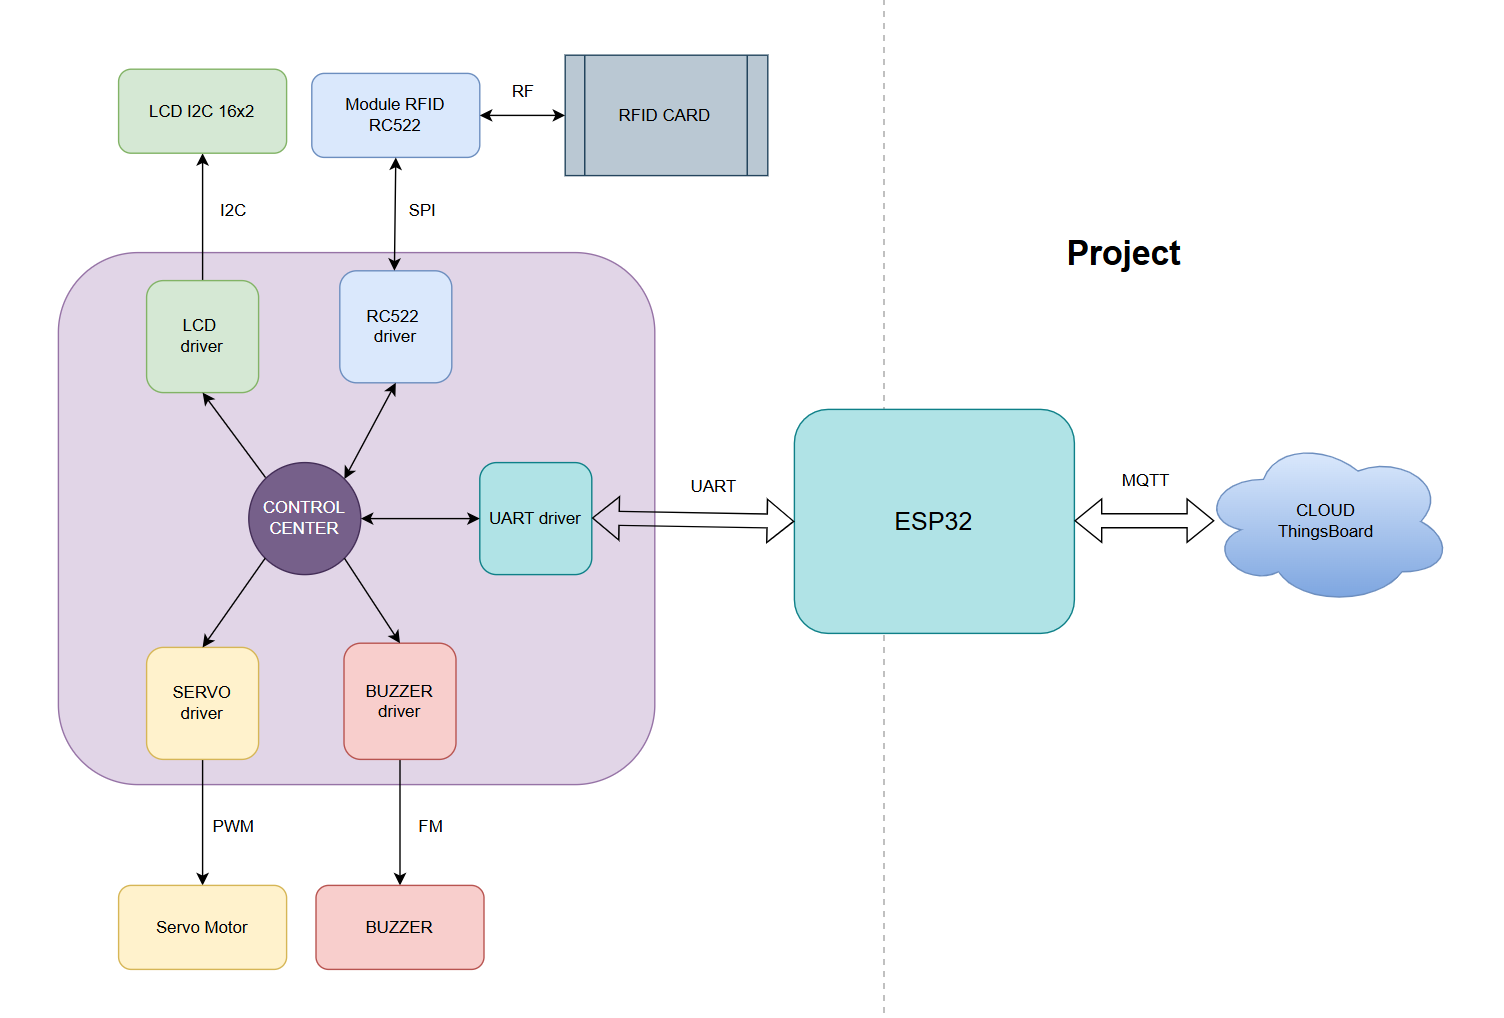 LCD I2C 16x2
Module RFID
RC522
RF
RFID CARD
I2C
SPI
Project
LCD
driver
RC522
driver
CONTROL
CENTER
UART driver
UART
ESP32
MQTT
CLOUD
ThingsBoard
SERVO
driver
BUZZER
driver
PWM
FM
Servo Motor
BUZZER